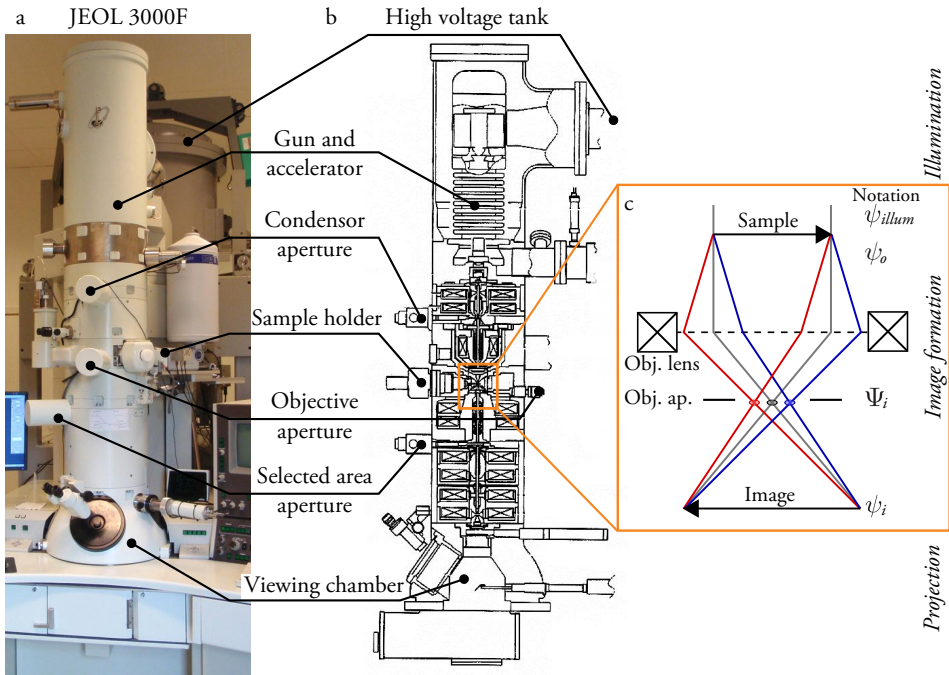 a
JEOL 3000F
b
High voltage tank
Gun and
accelerator
Condensor
aperture
Sample holder
Objective
aperture
Selected area
aperture
Viewing chamber
c
Notation
ψillum
Sample
ψo
Obj. lens
Obj. ap.
Ψi
Image
ψi
Illumination
Image formation
Projection